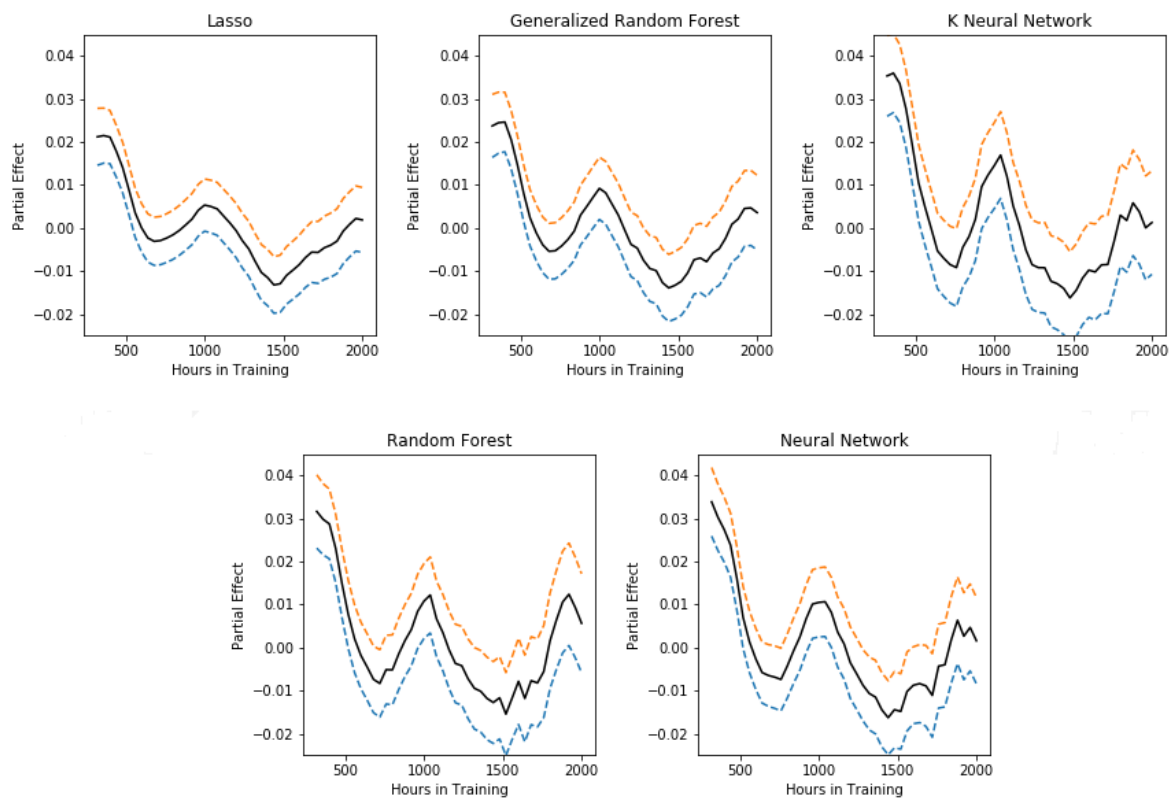 Lasso
Generalized Random Forest
K Neural Network
Partial Effect
0.04
0.03
0.02
0.01
0.00
−0.01
−0.02
500 1000 1500 2000
Hours in Training
Partial Effect
0.04
0.03
0.02
0.01
0.00
−0.01
−0.02
500 1000 1500 2000
Hours in Training
Partial Effect
0.04
0.03
0.02
0.01
0.00
−0.01
−0.02
500 1000 1500 2000
Hours in Training
Random Forest
Neural Network
Partial Effect
0.04
0.03
0.02
0.01
0.00
−0.01
−0.02
500 1000 1500 2000
Hours in Training
Partial Effect
0.04
0.03
0.02
0.01
0.00
−0.01
−0.02
500 1000 1500 2000
Hours in Training